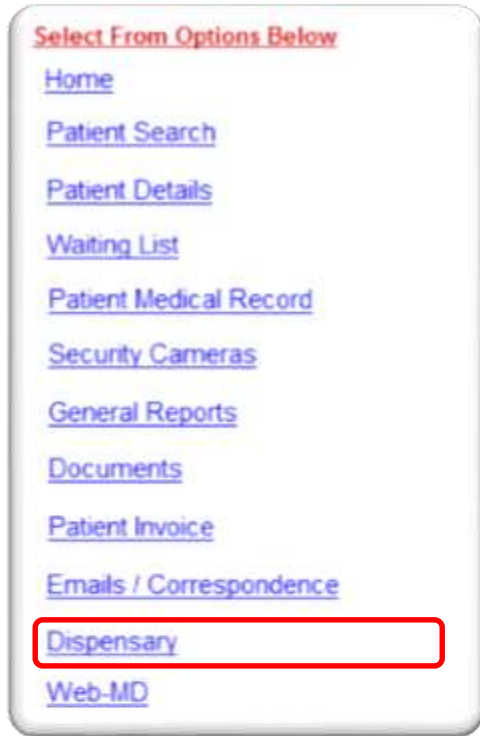 Select From Options Below
Home
Patient Search
Patient Details
Waiting List
Patient Medical Record
Security Cameras
General Reports
Documents
Patient Invoice
Emails / Correspondence
Dispensary
Web-MD